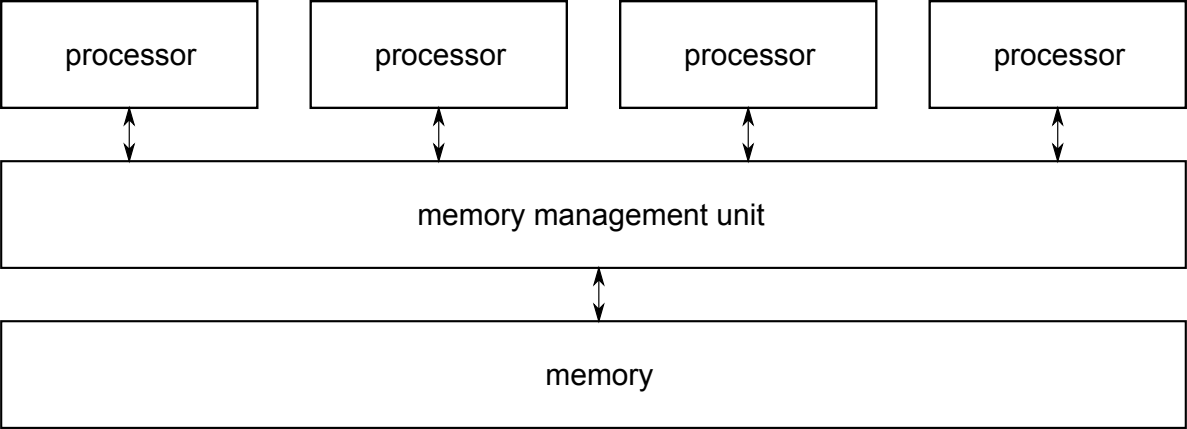 processor
processor
processor
processor
memory management unit
memory